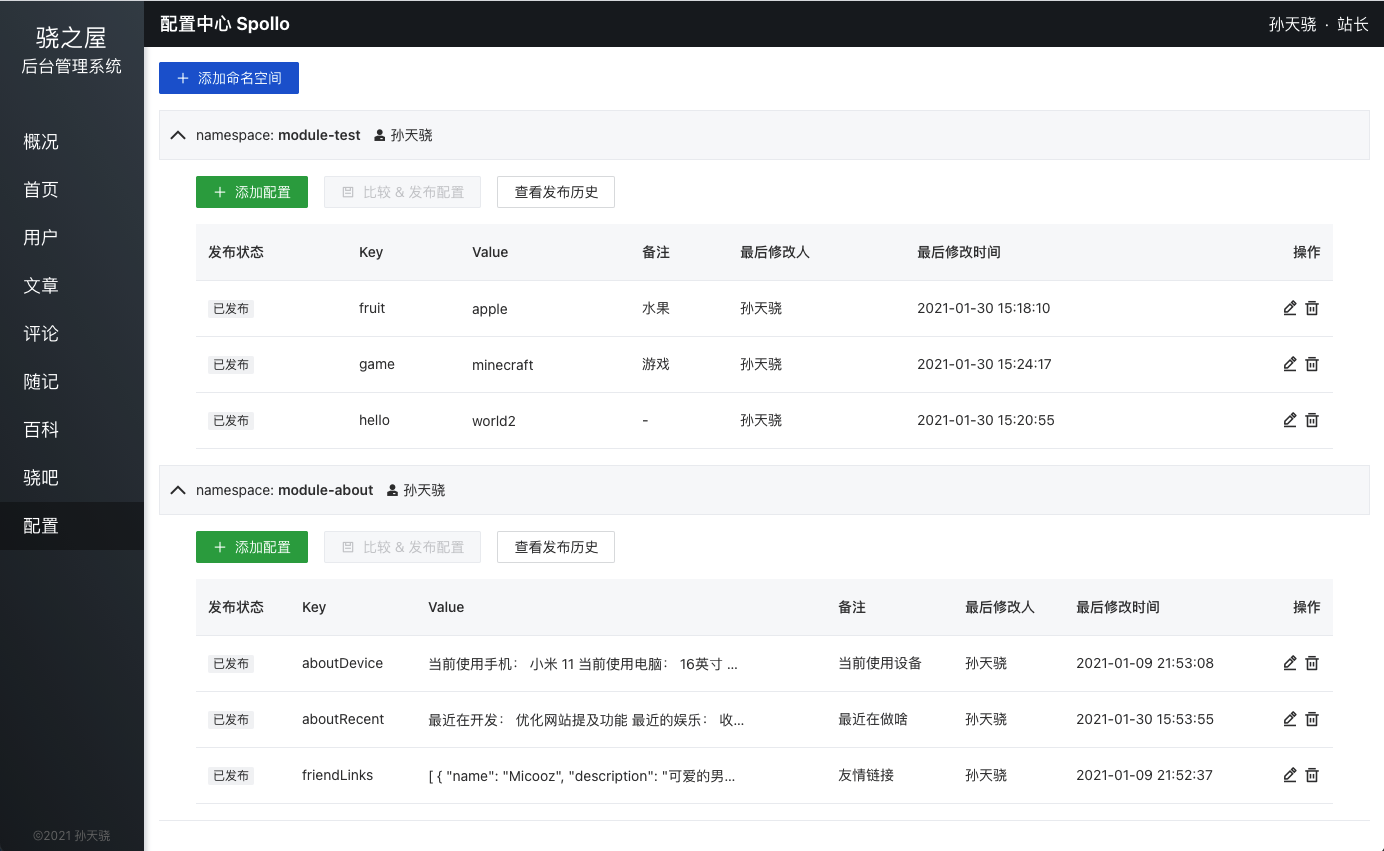 骁之屋
后台管理系统
概况
首页
用户
文章
评论
随记
百科
骁吧
配置
©2021 孙天骁
配置中心 Spollo
孙天骁 · 站长
添加命名空间
namespace: module-test 孙天骁
添加配置 比较 & 发布配置 查看发布历史
发布状态 Key Value 备注 最后修改人 最后修改时间 操作
已发布 fruit apple 水果 孙天骁 2021-01-30 15:18:10
已发布 game minecraft 游戏 孙天骁 2021-01-30 15:24:17
已发布 hello world2 - 孙天骁 2021-01-30 15:20:55
namespace: module-about 孙天骁
添加配置 比较 & 发布配置 查看发布历史
发布状态 Key Value 备注 最后修改人 最后修改时间 操作
已发布 aboutDevice 当前使用手机： 小米 11 当前使用电脑： 16英寸 ... 当前使用设备 孙天骁 2021-01-09 21:53:08
已发布 aboutRecent 最近在开发： 优化网站提及功能 最近的娱乐： 收... 最近在做啥 孙天骁 2021-01-30 15:53:55
已发布 friendLinks [ { "name": "Micooz", "description": "可爱的男... 友情链接 孙天骁 2021-01-09 21:52:37